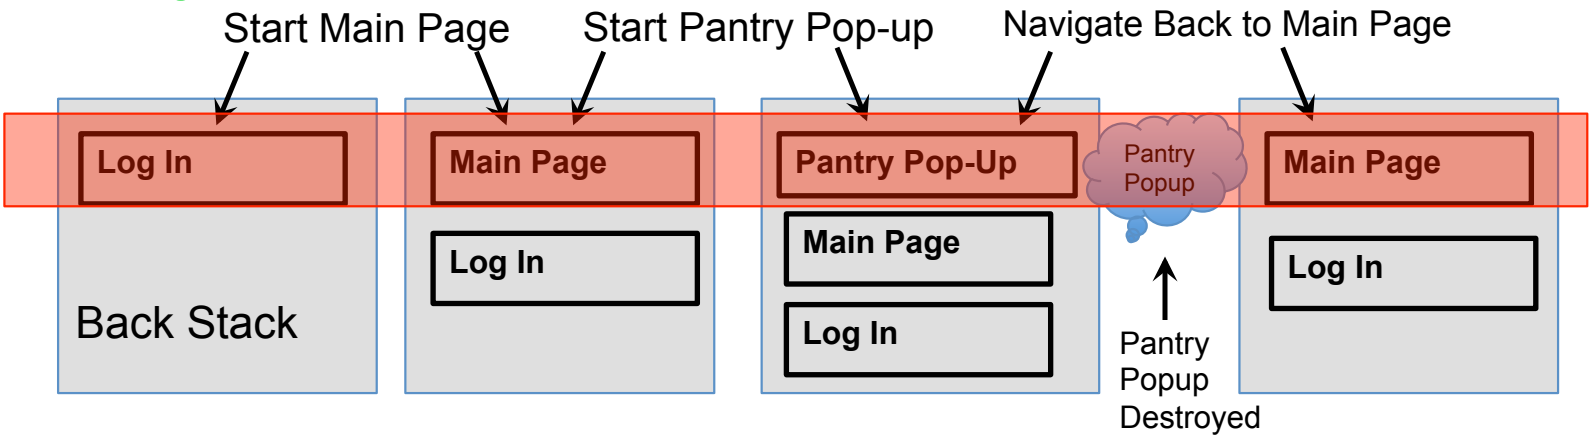 Start Main Page
Start Pantry Pop-up
Navigate Back to Main Page
Log In
Back Stack
Main Page
Log In
Pantry Pop-Up
Main Page
Log In
Pantry
Popup
Pantry
Popup
Destroyed
Main Page
Log In